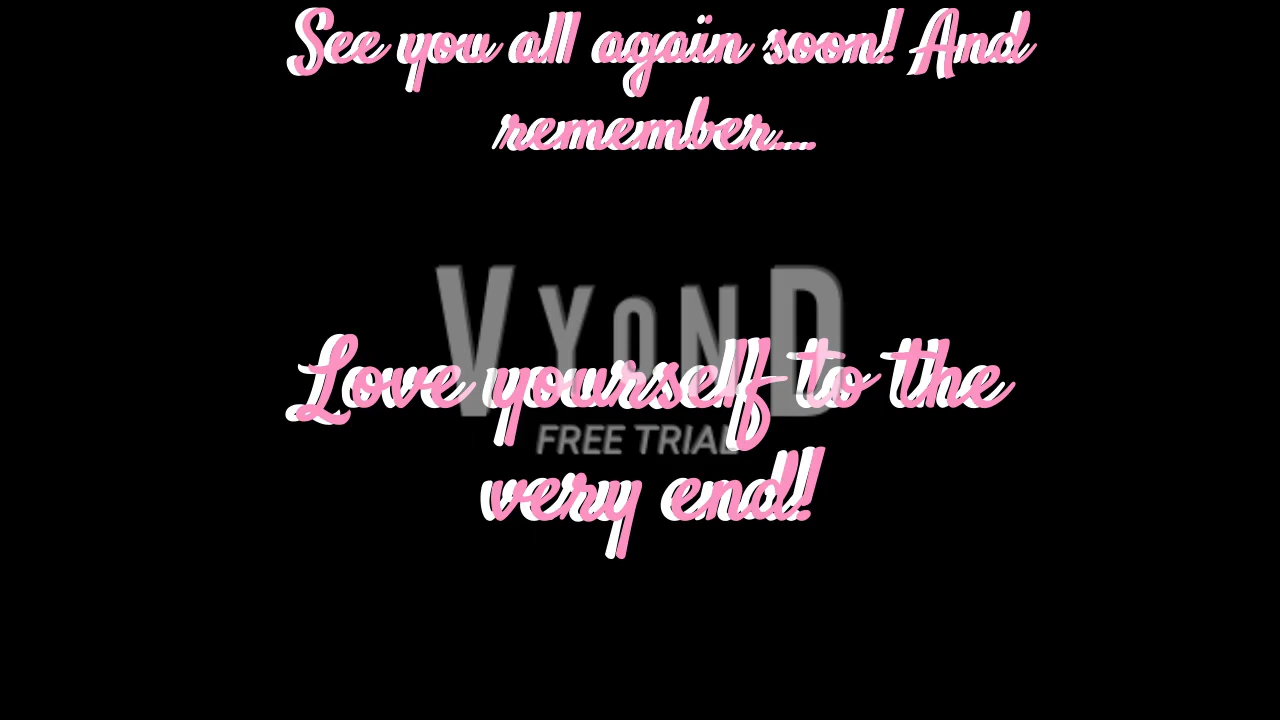 See you all again soon! And
remember....
VYOND
Love yourself to the
FREE TRIAL
very end!